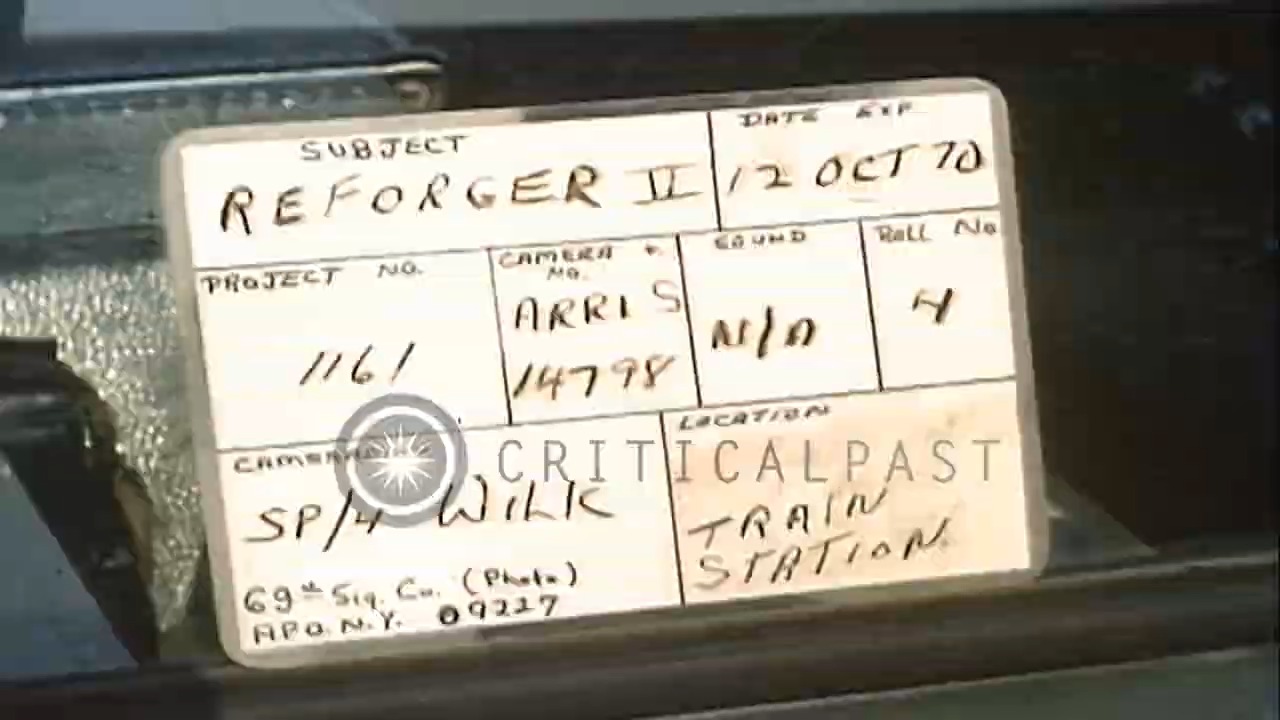 SUBJECT
REFORGER II
DATE EXP
12 OCT 70
PROJECT NO.
1161
CAMERA &
NO.
ARRI S
14798
SOUND
N/A
ROLL No
4
SP/4 WILK
69th Sig. Co. (Photo)
APO. N.Y. 09227
LOCATION
TRAIN
STATION
CRITICALPAST